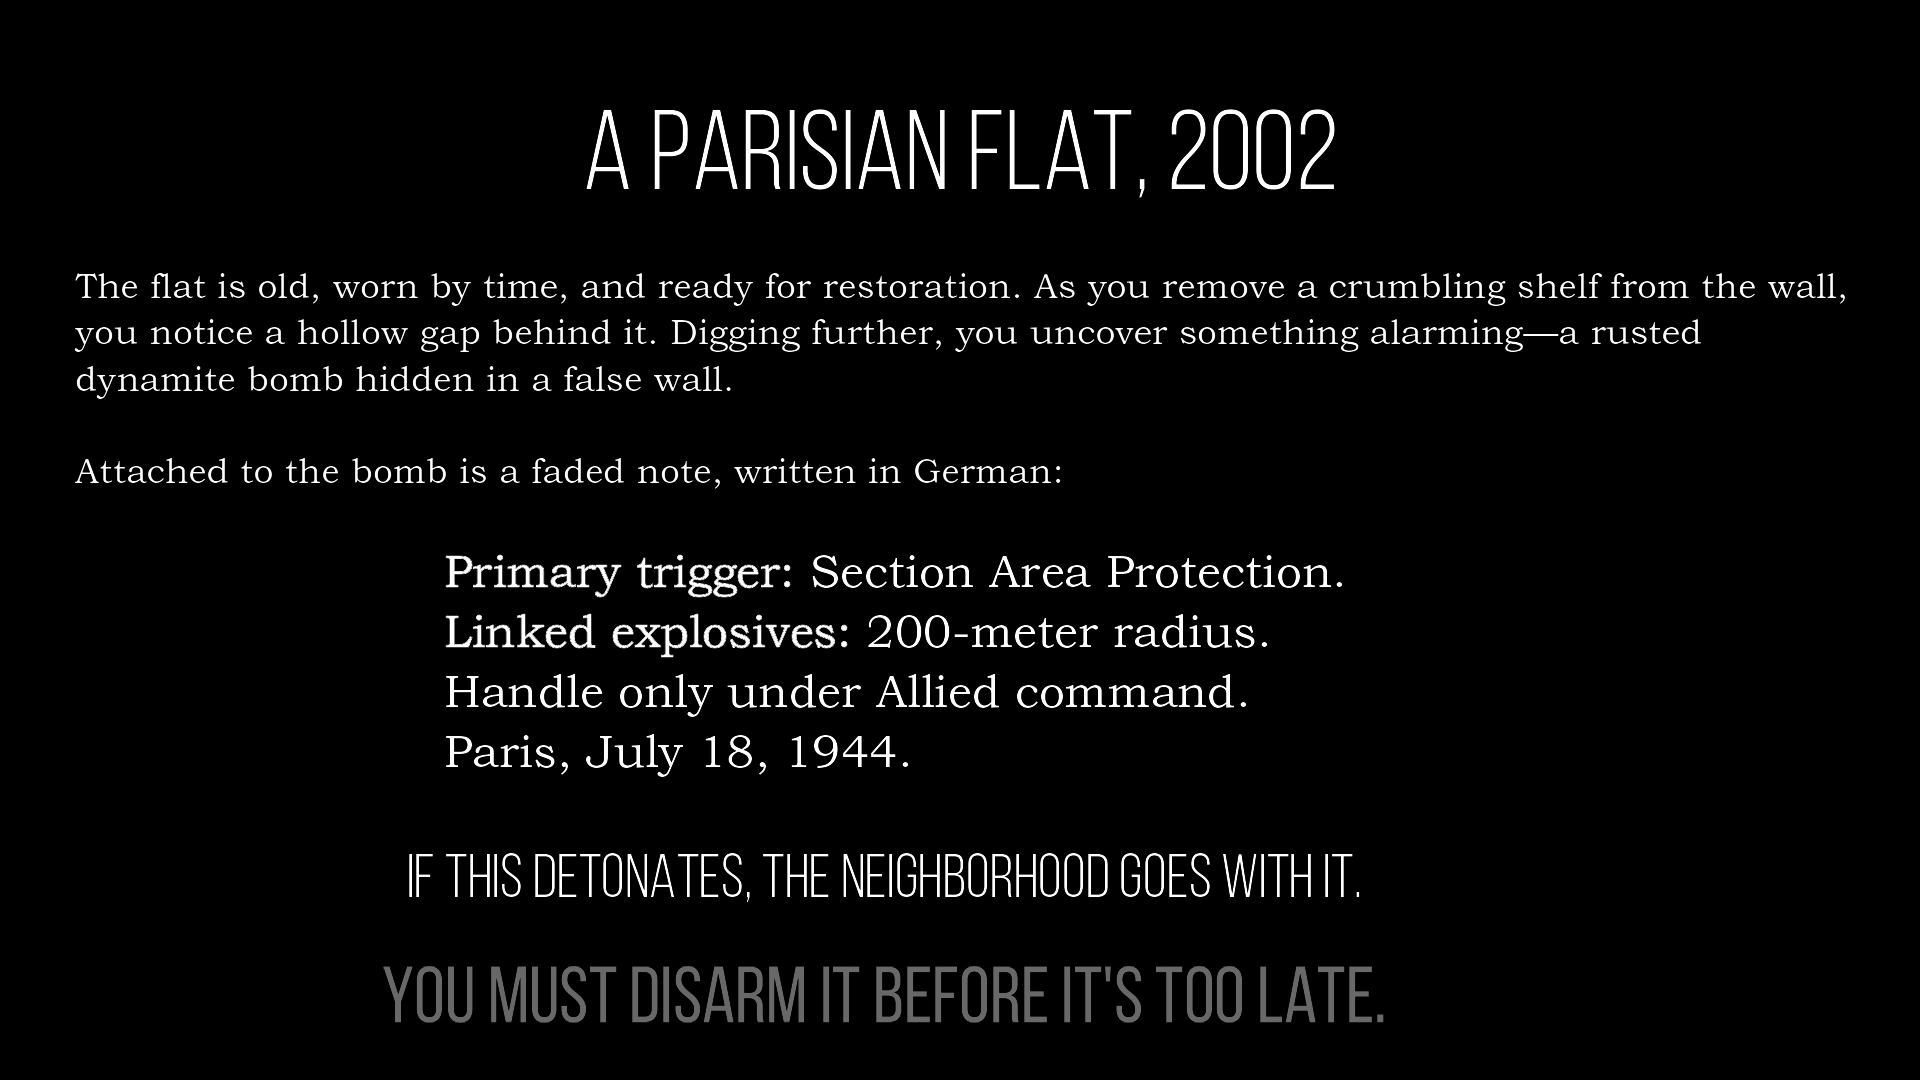 A PARISIAN FLAT, 2002
The flat is old, worn by time, and ready for restoration. As you remove a crumbling shelf from the wall,
you notice a hollow gap behind it. Digging further, you uncover something alarming—a rusted
dynamite bomb hidden in a false wall.
Attached to the bomb is a faded note, written in German:
Primary trigger: Section Area Protection.
Linked explosives: 200-meter radius.
Handle only under Allied command.
Paris, July 18, 1944.
IF THIS DETONATES, THE NEIGHBORHOOD GOES WITH IT.
YOU MUST DISARM IT BEFORE IT'S TOO LATE.